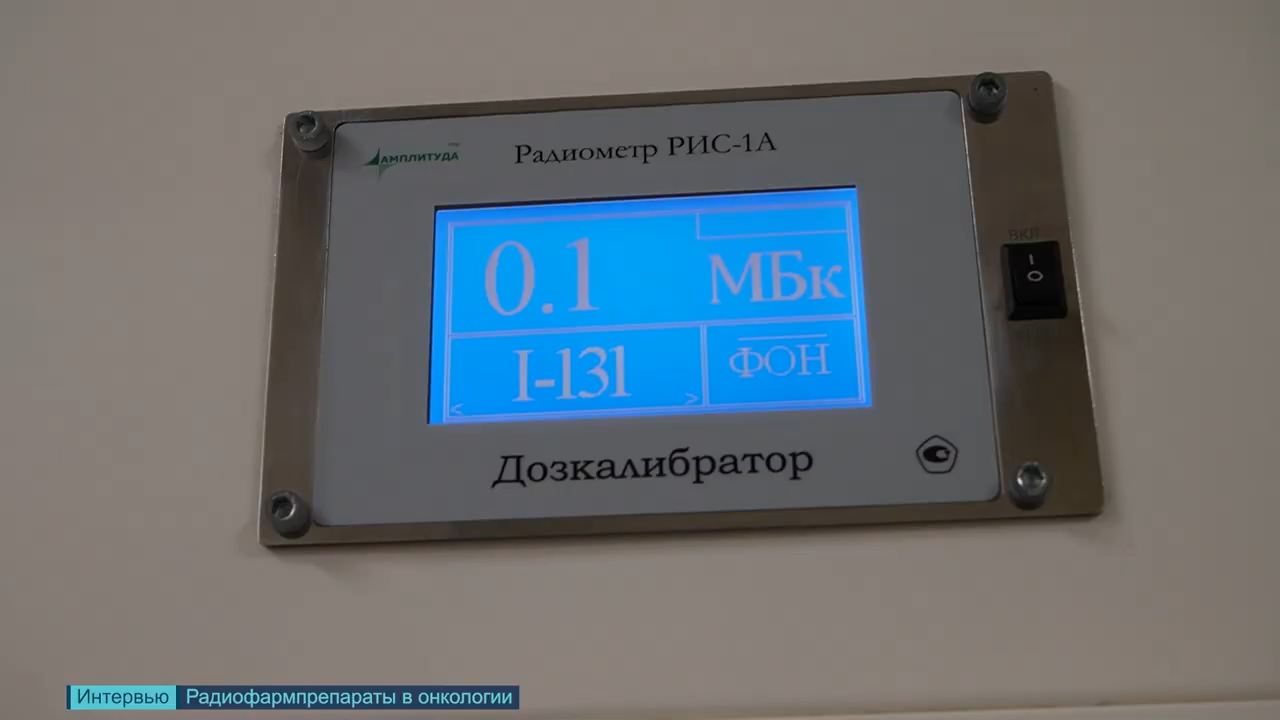 АМПЛИТУДА
Радиометр РИС-1А
0.1 МБк
I-131
ФОН
< >
ВКЛ
I
O
Дозкалибратор
Интервью Радиофармпрепараты в онкологии